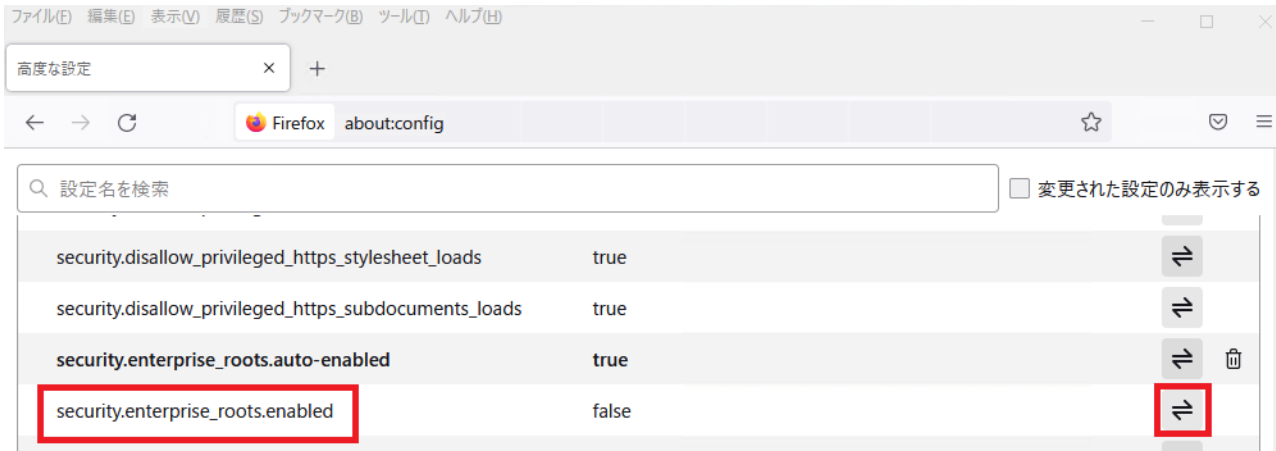 ファイル(F) 編集(E) 表示(V) 履歴(S) ブックマーク(B) ツール(T) ヘルプ(H)
高度な設定
Firefox about:config
設定名を検索 変更された設定のみ表示する
security.disallow_privileged_https_stylesheet_loads true
security.disallow_privileged_https_subdocuments_loads true
security.enterprise_roots.auto-enabled true
security.enterprise_roots.enabled false